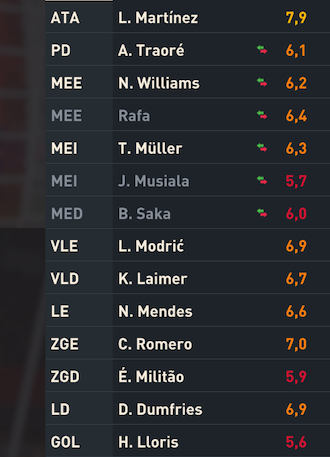 ATA L. Martínez 7,9
PD A. Traoré 6,1
MEE N. Williams 6,2
MEE Rafa 6,4
MEI T. Müller 6,3
MEI J. Musiala 5,7
MED B. Saka 6,0
VLE L. Modrić 6,9
VLD K. Laimer 6,7
LE N. Mendes 6,6
ZGE C. Romero 7,0
ZGD É. Militão 5,9
LD D. Dumfries 6,9
GOL H. Lloris 5,6